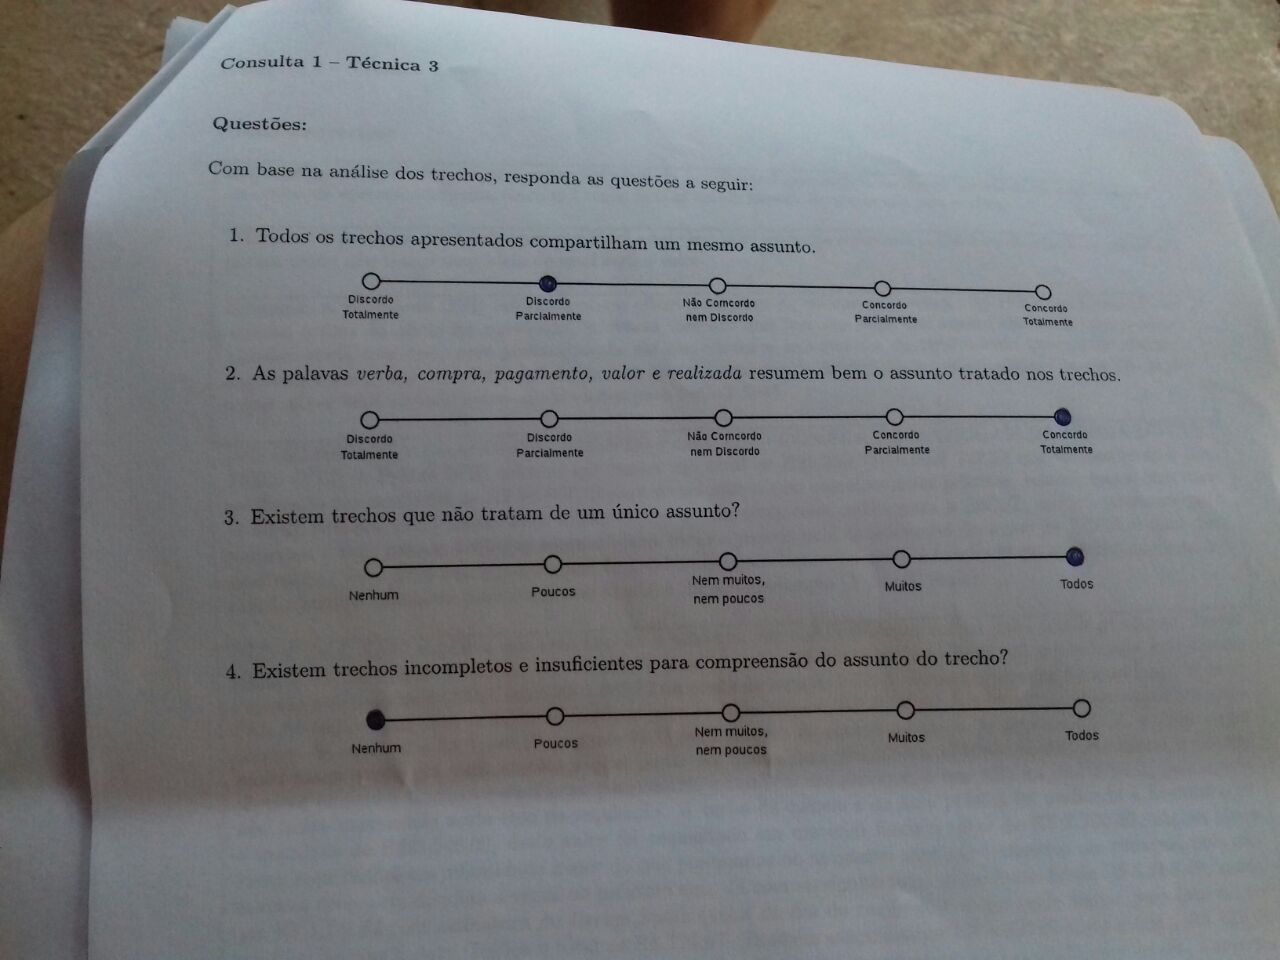 Consulta 1 – Técnica 3
Questões:
Com base na análise dos trechos, responda as questões a seguir:
1. Todos os trechos apresentados compartilham um mesmo assunto.
Discordo Totalmente
Discordo Parcialmente
Não Corncordo nem Discordo
Concordo Parcialmente
Concordo Totalmente
2. As palavas verba, compra, pagamento, valor e realizada resumem bem o assunto tratado nos trechos.
Discordo Totalmente
Discordo Parcialmente
Não Corncordo nem Discordo
Concordo Parcialmente
Concordo Totalmente
3. Existem trechos que não tratam de um único assunto?
Nenhum
Poucos
Nem muitos, nem poucos
Muitos
Todos
4. Existem trechos incompletos e insuficientes para compreensão do assunto do trecho?
Nenhum
Poucos
Nem muitos, nem poucos
Muitos
Todos